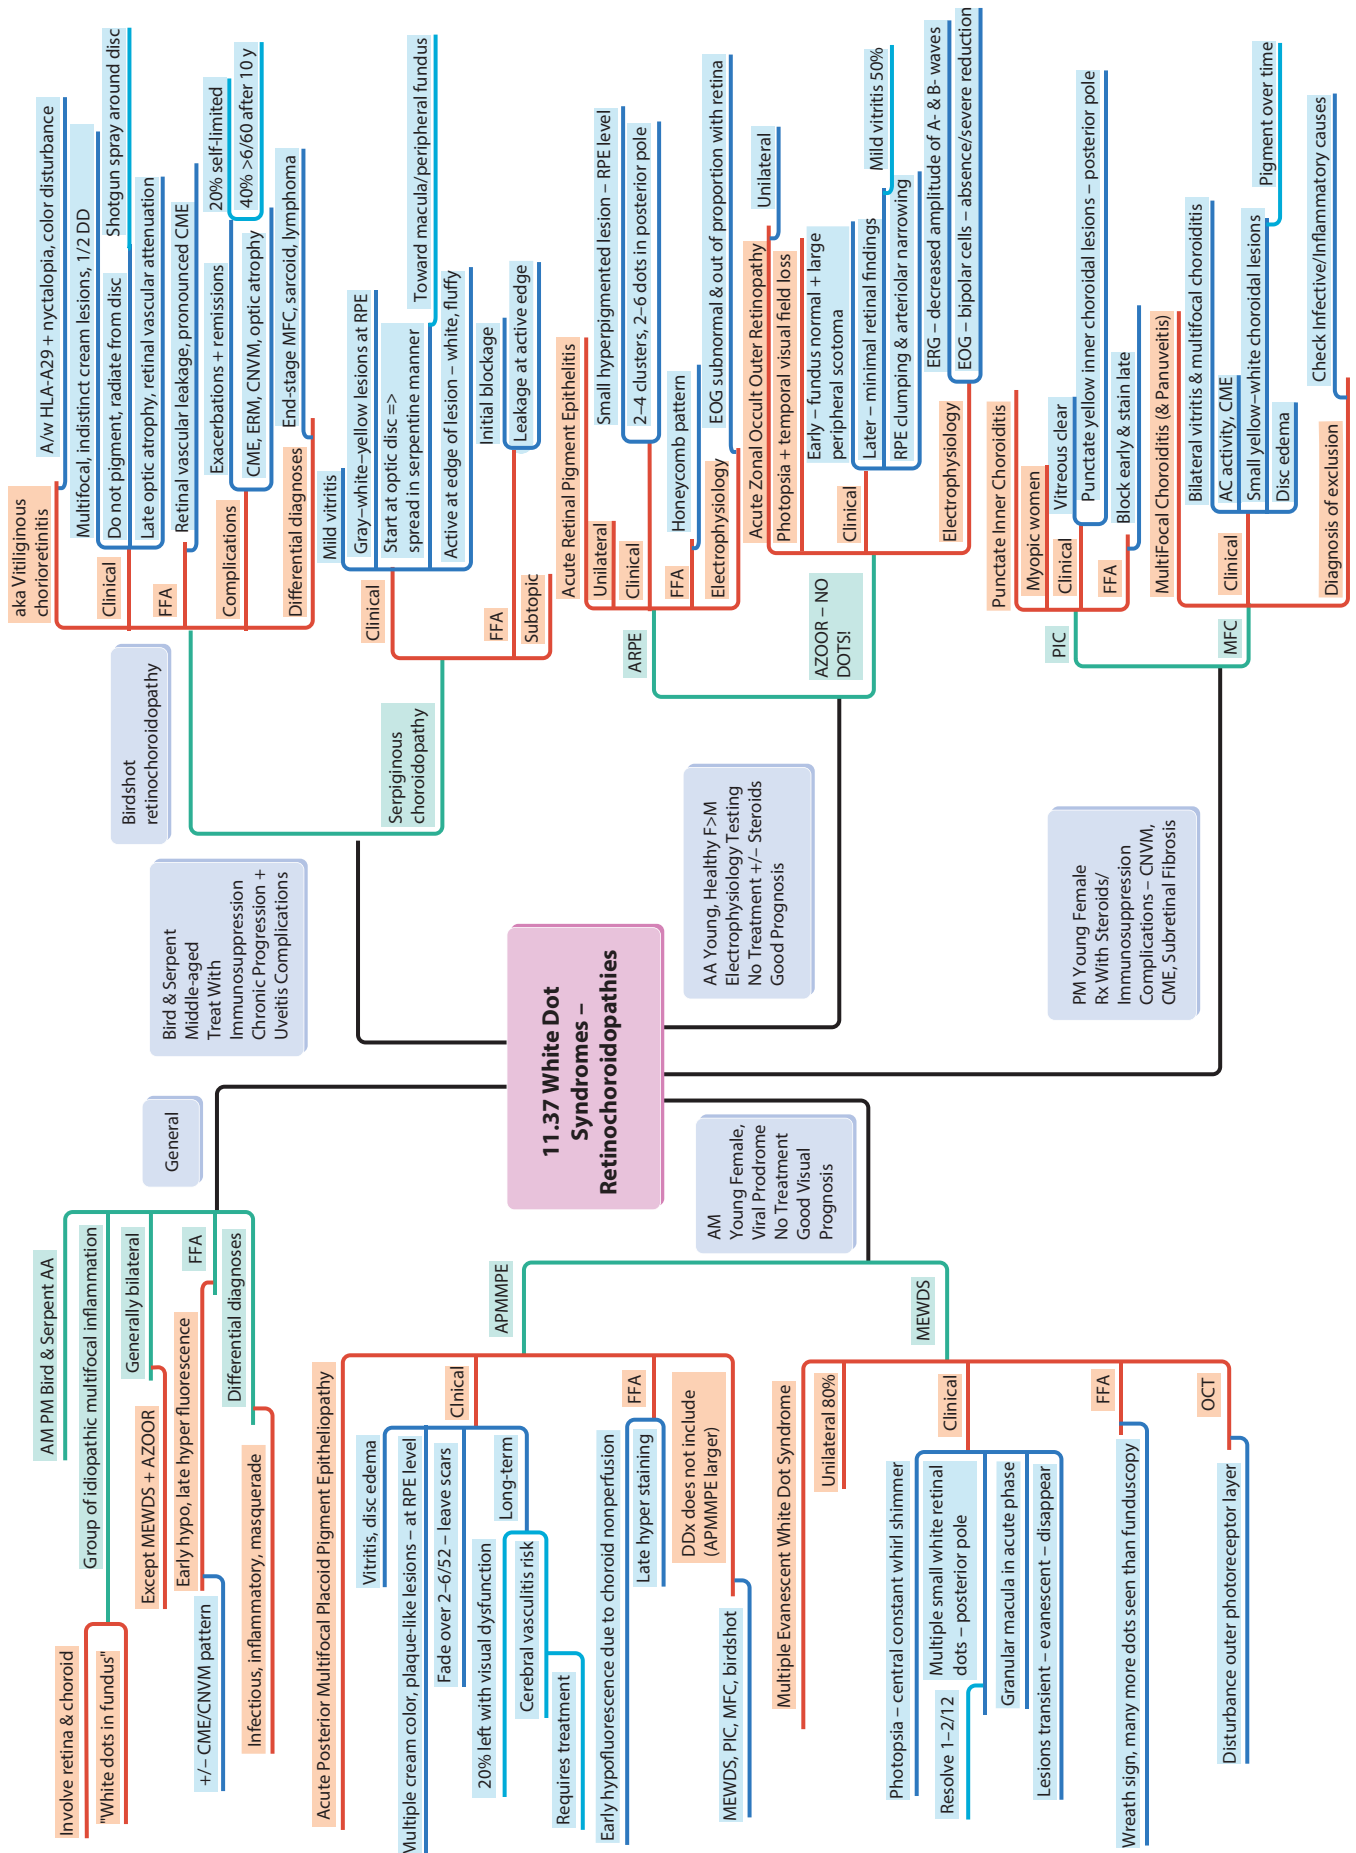 11.37 White Dot
Syndromes –
Retinochoroidopathies
General
AM PM Bird & Serpent AA
Group of idiopathic multifocal inflammation
Involve retina & choroid
"White dots in fundus"
Generally bilateral
Except MEWDS + AZOOR
FFA
Early hypo, late hyper fluorescence
+/– CME/CNVM pattern
Differential diagnoses
Infectious, inflammatory, masquerade
AM
Young Female,
Viral Prodrome
No Treatment
Good Visual
Prognosis
APMMPE
Acute Posterior Multifocal Placoid Pigment Epitheliopathy
Clnical
Vitritis, disc edema
Multiple cream color, plaque-like lesions – at RPE level
Fade over 2–6/52 – leave scars
Long-term
20% left with visual dysfunction
Cerebral vasculitis risk
Requires treatment
FFA
Early hypofluorescence due to choroid nonperfusion
Late hyper staining
DDx does not include
(APMMPE larger)
MEWDS, PIC, MFC, birdshot
MEWDS
Multiple Evanescent White Dot Syndrome
Unilateral 80%
Clinical
Photopsia – central constant whirl shimmer
Multiple small white retinal
dots – posterior pole
Resolve 1–2/12
Granular macula in acute phase
Lesions transient – evanescent – disappear
FFA
Wreath sign, many more dots seen than funduscopy
OCT
Disturbance outer photoreceptor layer
Bird & Serpent
Middle-aged
Treat With
Immunosuppression
Chronic Progression +
Uveitis Complications
Birdshot
retinochoroidopathy
aka Vitiliginous
chorioretinitis
A/w HLA-A29 + nyctalopia, color disturbance
Clinical
Multifocal, indistinct cream lesions, 1/2 DD
Do not pigment, radiate from disc
Shotgun spray around disc
Late optic atrophy, retinal vascular attenuation
FFA
Retinal vascular leakage, pronounced CME
Complications
Exacerbations + remissions
20% self-limited
40% >6/60 after 10 y
CME, ERM, CNVM, optic atrophy
Differential diagnoses
End-stage MFC, sarcoid, lymphoma
Serpiginous
choroidopathy
Clinical
Mild vitritis
Gray–white–yellow lesions at RPE
Start at optic disc =>
spread in serpentine manner
Toward macula/peripheral fundus
Active at edge of lesion – white, fluffy
FFA
Initial blockage
Leakage at active edge
Subtopic
AA Young, Healthy F>M
Electrophysiology Testing
No Treatment +/– Steroids
Good Prognosis
ARPE
Acute Retinal Pigment Epithelitis
Unilateral
Clinical
Small hyperpigmented lesion – RPE level
2–4 clusters, 2–6 dots in posterior pole
FFA
Honeycomb pattern
Electrophysiology
EOG subnormal & out of proportion with retina
AZOOR – NO
DOTS!
Acute Zonal Occult Outer Retinopathy
Unilateral
Photopsia + temporal visual field loss
Clinical
Early – fundus normal + large
peripheral scotoma
Later – minimal retinal findings
Mild vitritis 50%
RPE clumping & arteriolar narrowing
Electrophysiology
ERG – decreased amplitude of A- & B- waves
EOG – bipolar cells – absence/severe reduction
PM Young Female
Rx With Steroids/
Immunosuppression
Complications – CNVM,
CME, Subretinal Fibrosis
PIC
Punctate Inner Choroiditis
Myopic women
Clinical
Vitreous clear
Punctate yellow inner choroidal lesions – posterior pole
FFA
Block early & stain late
MFC
MultiFocal Choroiditis (& Panuveitis)
Clinical
Bilateral vitritis & multifocal choroiditis
AC activity, CME
Small yellow–white choroidal lesions
Pigment over time
Disc edema
Diagnosis of exclusion
Check Infective/Inflammatory causes